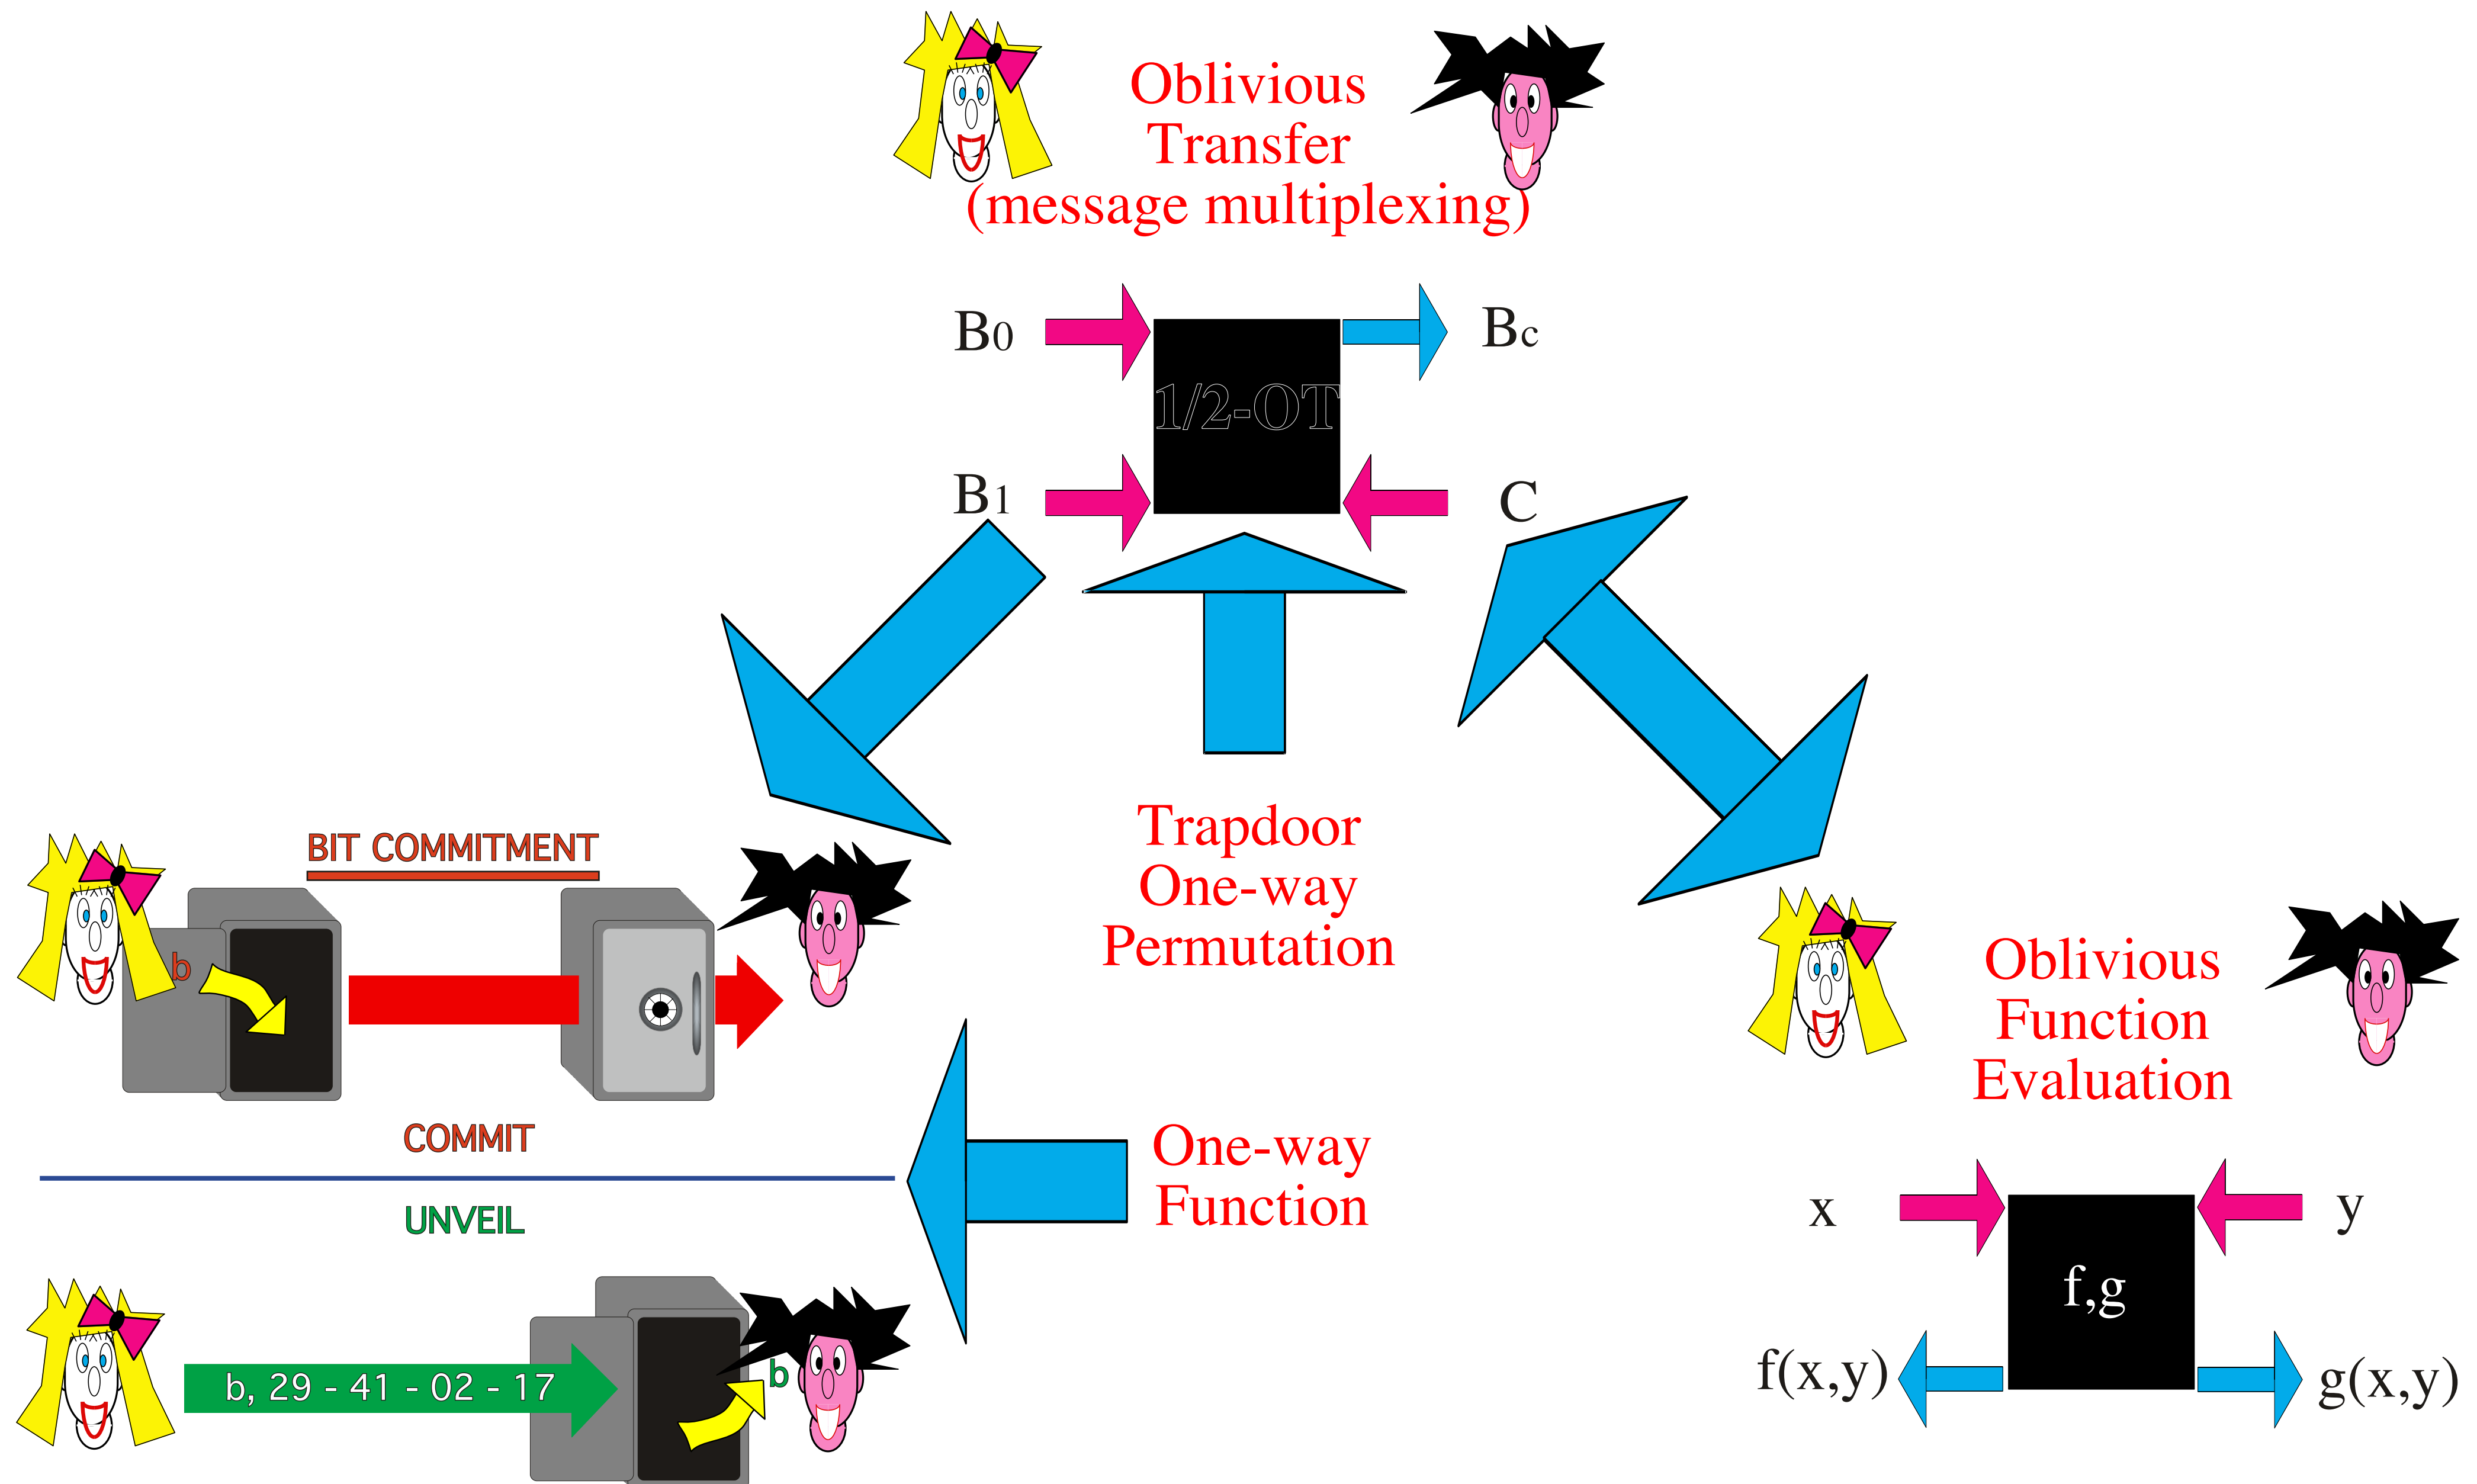 Oblivious
Transfer
(message multiplexing)
B0
Bc
1/2-OT
B1
C
BIT COMMITMENT
b
COMMIT
UNVEIL
b, 29 - 41 - 02 - 17
b
Trapdoor
One-way
Permutation
One-way
Function
Oblivious
Function
Evaluation
x
y
f,g
f(x,y)
g(x,y)